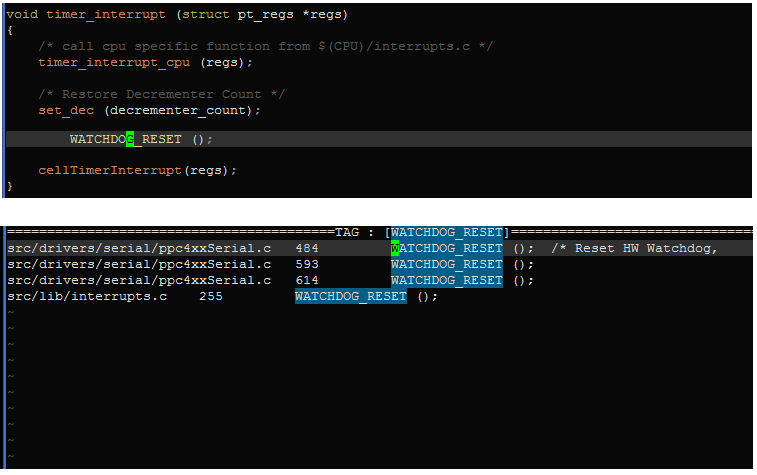 void timer_interrupt (struct pt_regs *regs)
{
    /* call cpu specific function from $(CPU)/interrupts.c */
    timer_interrupt_cpu (regs);
    /* Restore Decrementer Count */
    set_dec (decrementer_count);
        WATCHDOG_RESET ();
    cellTimerInterrupt(regs);
}
=========================================TAG : [WATCHDOG_RESET]===============================
src/drivers/serial/ppc4xxSerial.c   484         WATCHDOG_RESET ();  /* Reset HW Watchdog,
src/drivers/serial/ppc4xxSerial.c   593         WATCHDOG_RESET ();
src/drivers/serial/ppc4xxSerial.c   614         WATCHDOG_RESET ();
src/lib/interrupts.c    255         WATCHDOG_RESET ();
~
~
~
~
~
~
~
~
~
~